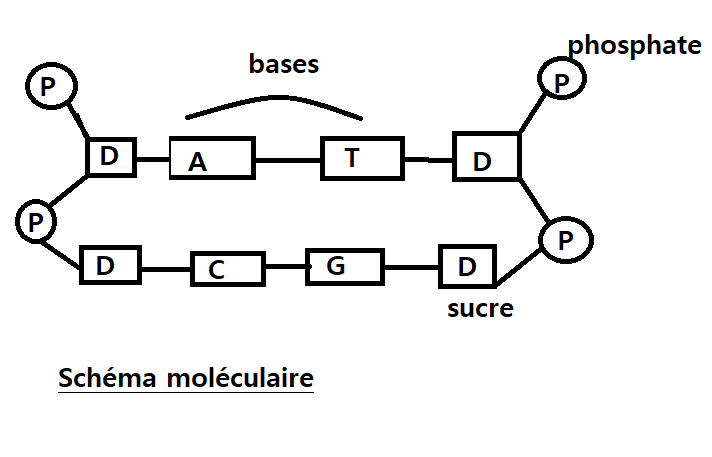 phosphate
bases
P P
D A T D
P P
D C G D
sucre
Schéma moléculaire